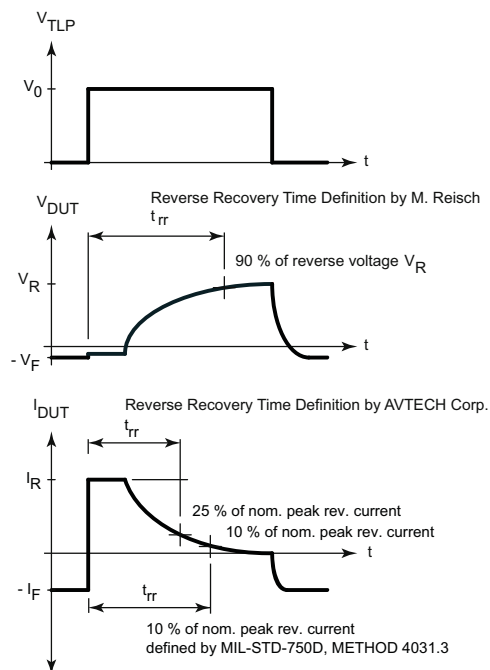 V_TLP
V_0
t
V_DUT
Reverse Recovery Time Definition by M. Reisch
t_rr
90 % of reverse voltage V_R
V_R
t
- V_F
I_DUT
Reverse Recovery Time Definition by AVTECH Corp.
t_rr
I_R
25 % of nom. peak rev. current
10 % of nom. peak rev. current
t
- I_F
t_rr
10 % of nom. peak rev. current
defined by MIL-STD-750D, METHOD 4031.3